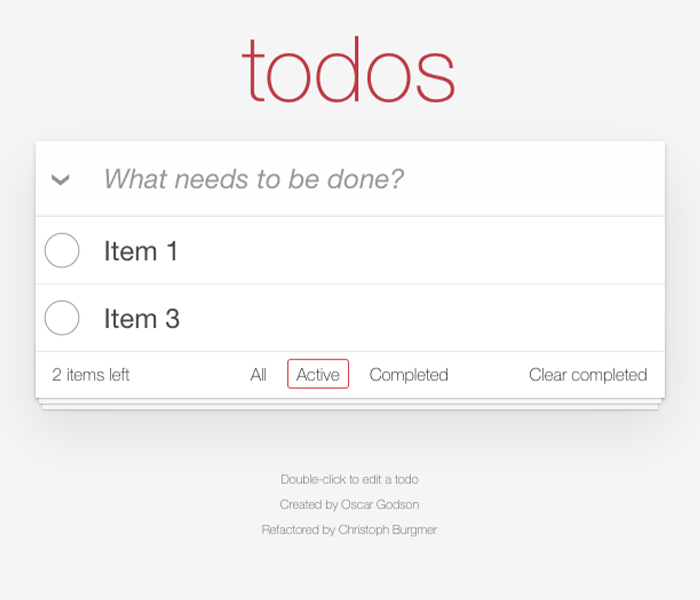 todos
What needs to be done?
Item 1
Item 3
2 items left All Active Completed Clear completed
Double-click to edit a todo
Created by Oscar Godson
Refactored by Christoph Burgmer